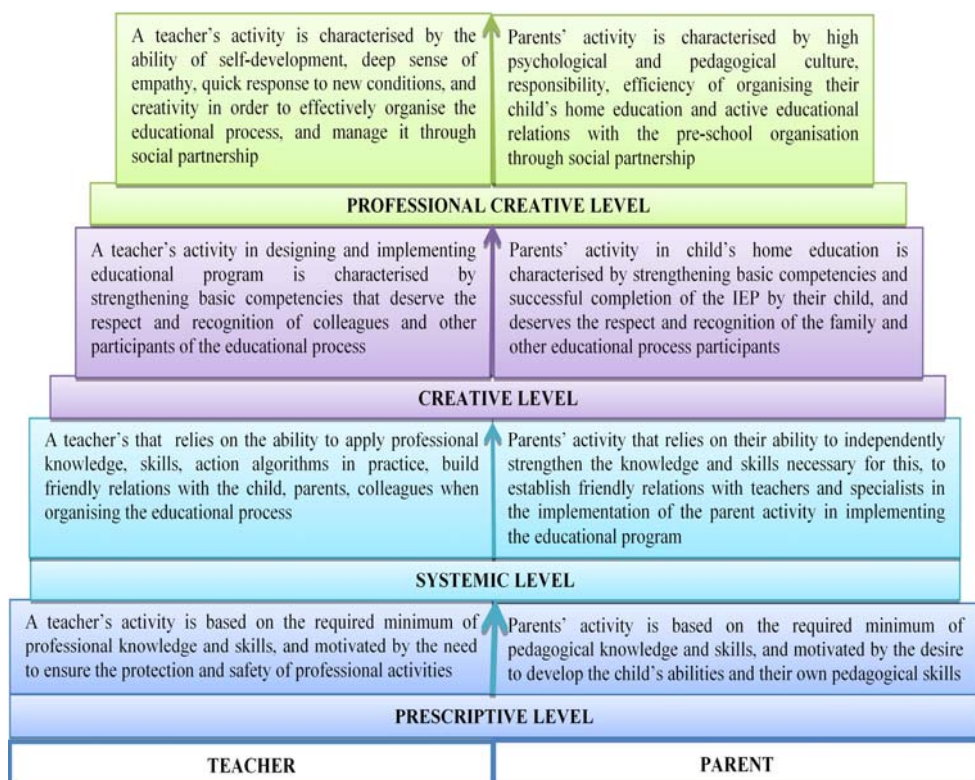 A teacher's activity is characterised by the
ability of self-development, deep sense of
empathy, quick response to new conditions, and
creativity in order to effectively organise the
educational process, and manage it through
social partnership
Parents' activity is characterised by high
psychological and pedagogical culture,
responsibility, efficiency of organising their
child's home education and active educational
relations with the pre-school organisation
through social partnership
PROFESSIONAL CREATIVE LEVEL
A teacher's activity in designing and implementing
educational program is characterised by
strengthening basic competencies that deserve the
respect and recognition of colleagues and other
participants of the educational process
Parents' activity in child's home education is
characterised by strengthening basic competencies and
successful completion of the IEP by their child, and
deserves the respect and recognition of the family and
other educational process participants
CREATIVE LEVEL
A teacher's that relies on the ability to apply professional
knowledge, skills, action algorithms in practice, build
friendly relations with the child, parents, colleagues when
organising the educational process
Parents' activity that relies on their ability to independently
strengthen the knowledge and skills necessary for this, to
establish friendly relations with teachers and specialists in
the implementation of the parent activity in implementing
the educational program
SYSTEMIC LEVEL
A teacher's activity is based on the required minimum of
professional knowledge and skills, and motivated by the need
to ensure the protection and safety of professional activities
Parents' activity is based on the required minimum of
pedagogical knowledge and skills, and motivated by the desire
to develop the child's abilities and their own pedagogical skills
PRESCRIPTIVE LEVEL
TEACHER
PARENT